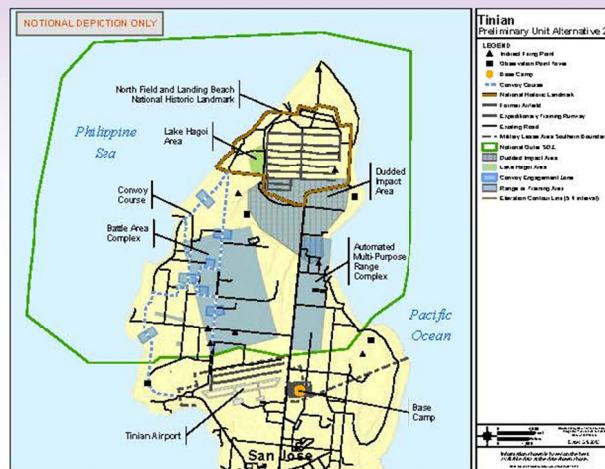 NOTIONAL DEPICTION ONLY
North Field and Landing Beach
National Historic Landmark
Philippine
Sea
Lake Hagoi
Area
Dudded
Impact
Area
Convoy
Course
Battle Area
Complex
Automated
Multi-Purpose
Range
Complex
Pacific
Ocean
Base
Camp
Tinian Airport
San Jose
Tinian
Preliminary Unit Alternative 2
LEGEND
Indirect Firing Point
Observation Point
Base Camp
Convoy Course
National Historic Landmark
Former Airfield
Expeditionary Training Runway
Existing Road
Military Lease Area Southern Boundary
Notional Outer SDZ
Dudded Impact Area
Lake Hagoi Area
Convoy Engagement Zone
Range or Training Area
Elevation Contour Line